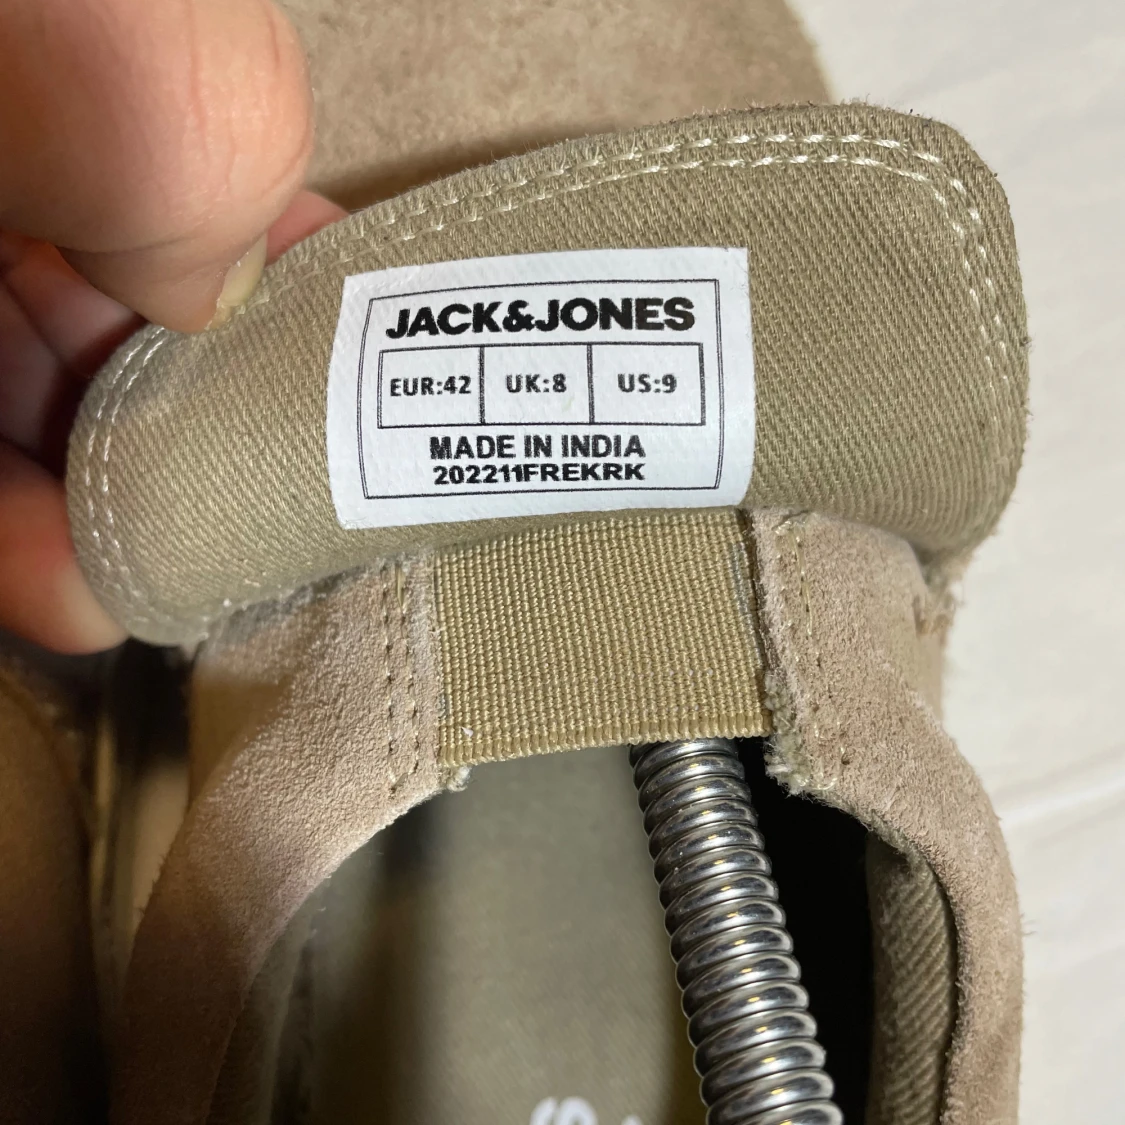 JACK&JONES
EUR:42 UK:8 US:9
MADE IN INDIA
202211FREKRK